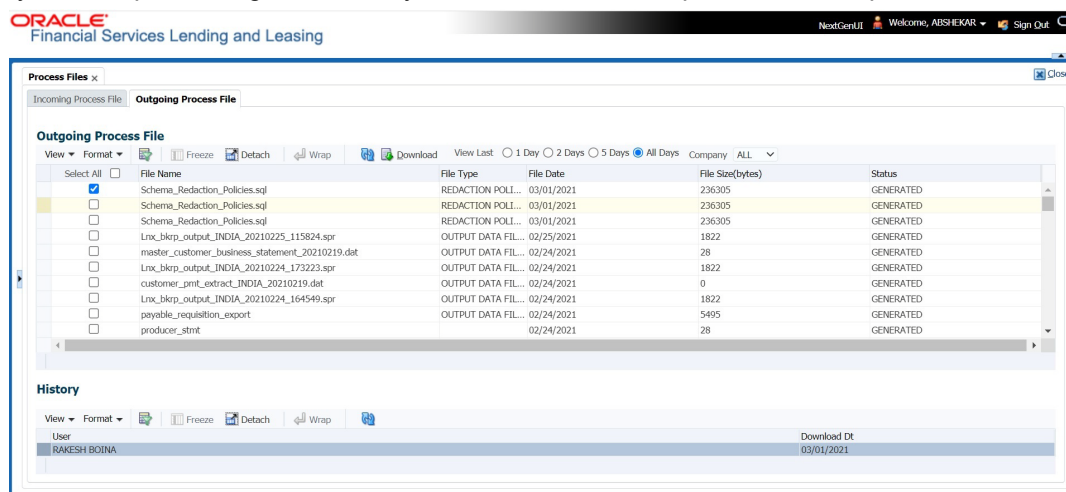 ORACLE
Financial Services Lending and Leasing
NextGenUI Welcome, ABSHEKAR Sign Out
Process Files × Close
Incoming Process File Outgoing Process File
Outgoing Process File
View Format Freeze Detach Wrap Download View Last 1 Day 2 Days 5 Days All Days Company ALL
Select All File Name File Type File Date File Size(bytes) Status
Schema_Redaction_Policies.sql REDACTION POLI... 03/01/2021 236305 GENERATED
Schema_Redaction_Policies.sql REDACTION POLI... 03/01/2021 236305 GENERATED
Schema_Redaction_Policies.sql REDACTION POLI... 03/01/2021 236305 GENERATED
Lnx_bkrp_output_INDIA_20210225_115824.spr OUTPUT DATA FIL... 02/25/2021 1822 GENERATED
master_customer_business_statement_20210219.dat OUTPUT DATA FIL... 02/24/2021 28 GENERATED
Lnx_bkrp_output_INDIA_20210224_173223.spr OUTPUT DATA FIL... 02/24/2021 1822 GENERATED
customer_pmt_extract_INDIA_20210219.dat OUTPUT DATA FIL... 02/24/2021 0 GENERATED
Lnx_bkrp_output_INDIA_20210224_164549.spr OUTPUT DATA FIL... 02/24/2021 1822 GENERATED
payable_requisition_export OUTPUT DATA FIL... 02/24/2021 5495 GENERATED
producer_stmt 02/24/2021 28 GENERATED
History
View Format Freeze Detach Wrap
User Download Dt
RAKESH BOINA 03/01/2021